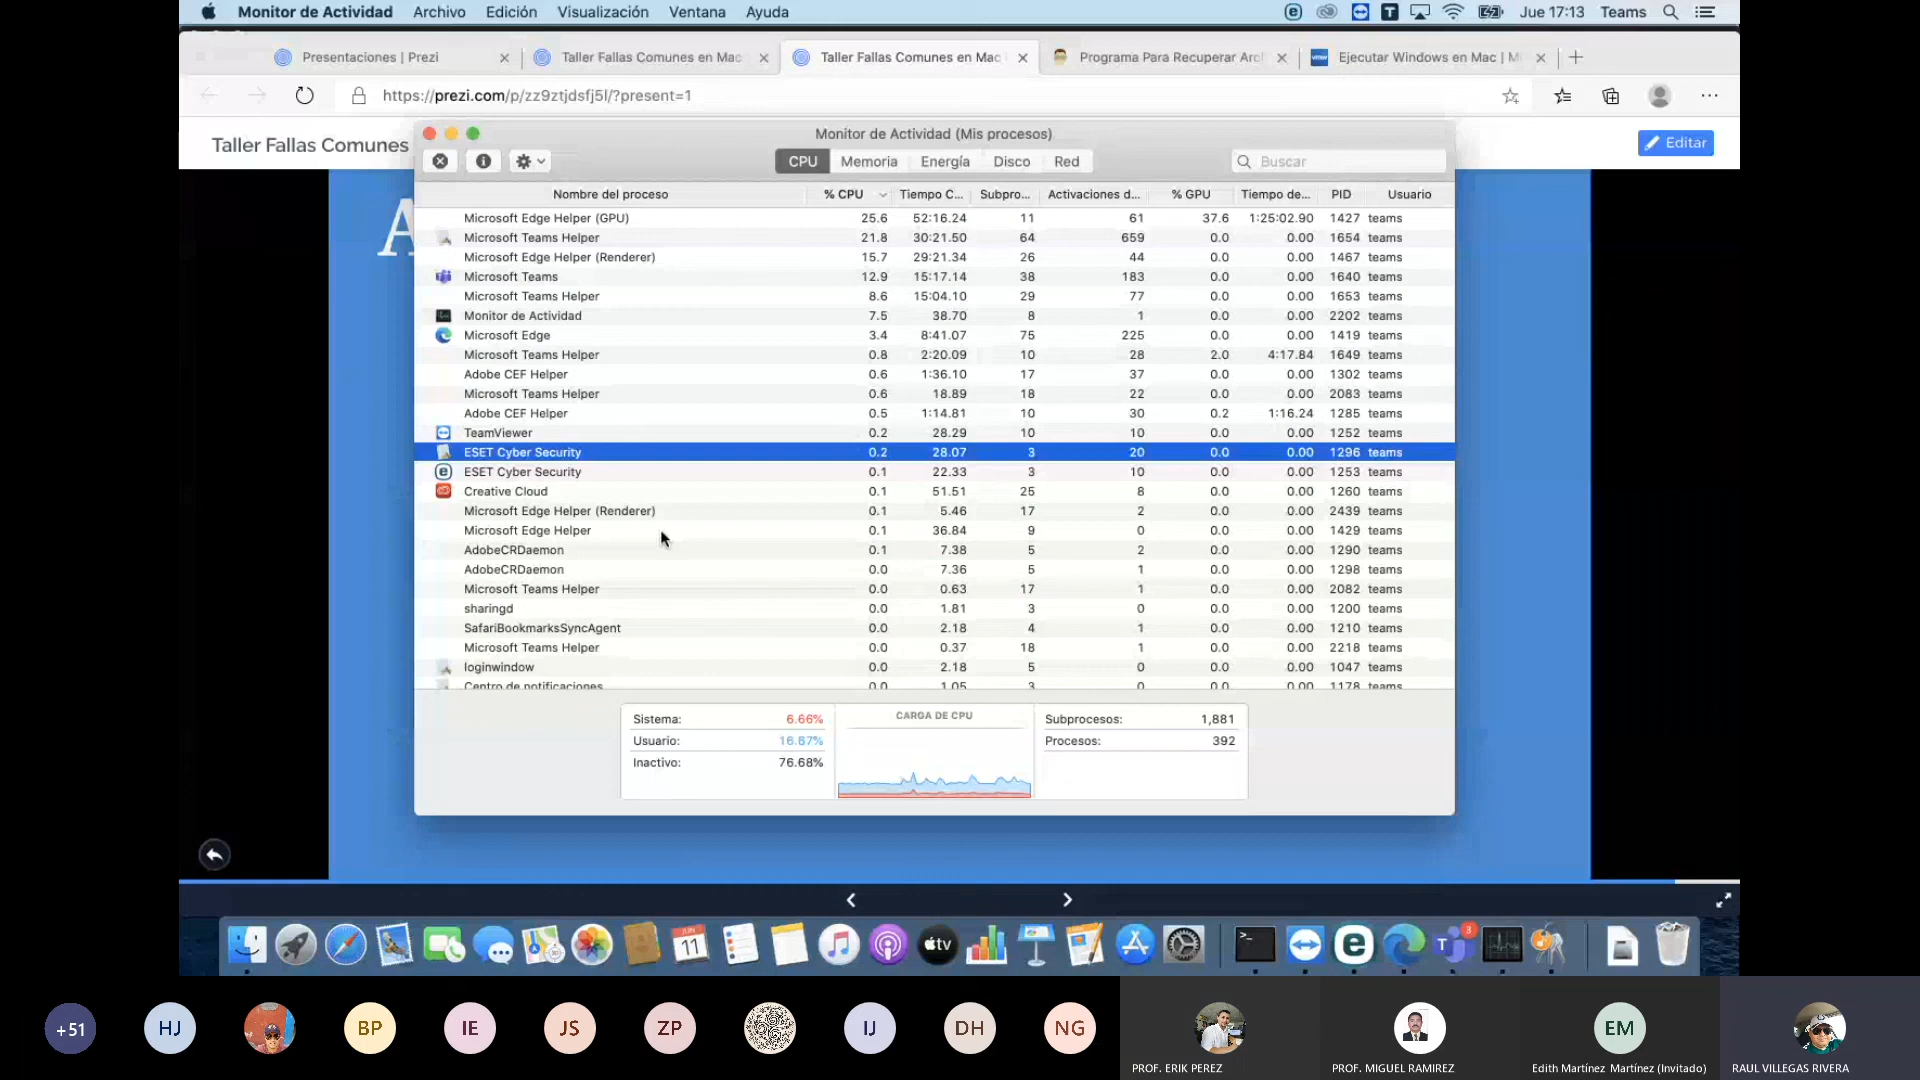 Monitor de Actividad Archivo Edición Visualización Ventana Ayuda Jue 17:13 Teams
Presentaciones | Prezi
Taller Fallas Comunes en Mac
Taller Fallas Comunes en Mac
Programa Para Recuperar Arc
Ejecutar Windows en Mac | M
https://prezi.com/p/zz9ztjdsfj5l/?present=1
Taller Fallas Comunes
Editar
A
Monitor de Actividad (Mis procesos)
CPU Memoria Energía Disco Red
Buscar
Nombre del proceso % CPU Tiempo C... Subpro... Activaciones d... % GPU Tiempo de... PID Usuario
Microsoft Edge Helper (GPU) 25.6 52:16.24 11 61 37.6 1:25:02.90 1427 teams
Microsoft Teams Helper 21.8 30:21.50 64 659 0.0 0.00 1654 teams
Microsoft Edge Helper (Renderer) 15.7 29:21.34 26 44 0.0 0.00 1467 teams
Microsoft Teams 12.9 15:17.14 38 183 0.0 0.00 1640 teams
Microsoft Teams Helper 8.6 15:04.10 29 77 0.0 0.00 1653 teams
Monitor de Actividad 7.5 38.70 8 1 0.0 0.00 2202 teams
Microsoft Edge 3.4 8:41.07 75 225 0.0 0.00 1419 teams
Microsoft Teams Helper 0.8 2:20.09 10 28 2.0 4:17.84 1649 teams
Adobe CEF Helper 0.6 1:36.10 17 37 0.0 0.00 1302 teams
Microsoft Teams Helper 0.6 18.89 18 22 0.0 0.00 2083 teams
Adobe CEF Helper 0.5 1:14.81 10 30 0.2 1:16.24 1285 teams
TeamViewer 0.2 28.29 10 10 0.0 0.00 1252 teams
ESET Cyber Security 0.2 28.07 3 20 0.0 0.00 1296 teams
ESET Cyber Security 0.1 22.33 3 10 0.0 0.00 1253 teams
Creative Cloud 0.1 51.51 25 8 0.0 0.00 1260 teams
Microsoft Edge Helper (Renderer) 0.1 5.46 17 2 0.0 0.00 2439 teams
Microsoft Edge Helper 0.1 36.84 9 0 0.0 0.00 1429 teams
AdobeCRDaemon 0.1 7.38 5 2 0.0 0.00 1290 teams
AdobeCRDaemon 0.0 7.36 5 1 0.0 0.00 1298 teams
Microsoft Teams Helper 0.0 0.63 17 1 0.0 0.00 2082 teams
sharingd 0.0 1.81 3 0 0.0 0.00 1200 teams
SafariBookmarksSyncAgent 0.0 2.18 4 1 0.0 0.00 1210 teams
Microsoft Teams Helper 0.0 0.37 18 1 0.0 0.00 2218 teams
loginwindow 0.0 2.18 5 0 0.0 0.00 1047 teams
Centro de notificaciones 0.0 1.05 3 0 0.0 0.00 1178 teams
Sistema: 6.66%
Usuario: 16.67%
Inactivo: 76.68%
CARGA DE CPU
Subprocesos: 1,881
Procesos: 392
JUN
11
tv
3
+51 HJ BP IE JS ZP IJ DH NG EM
PROF. ERIK PEREZ
PROF. MIGUEL RAMIREZ
Edith Martínez Martínez (Invitado)
RAUL VILLEGAS RIVERA